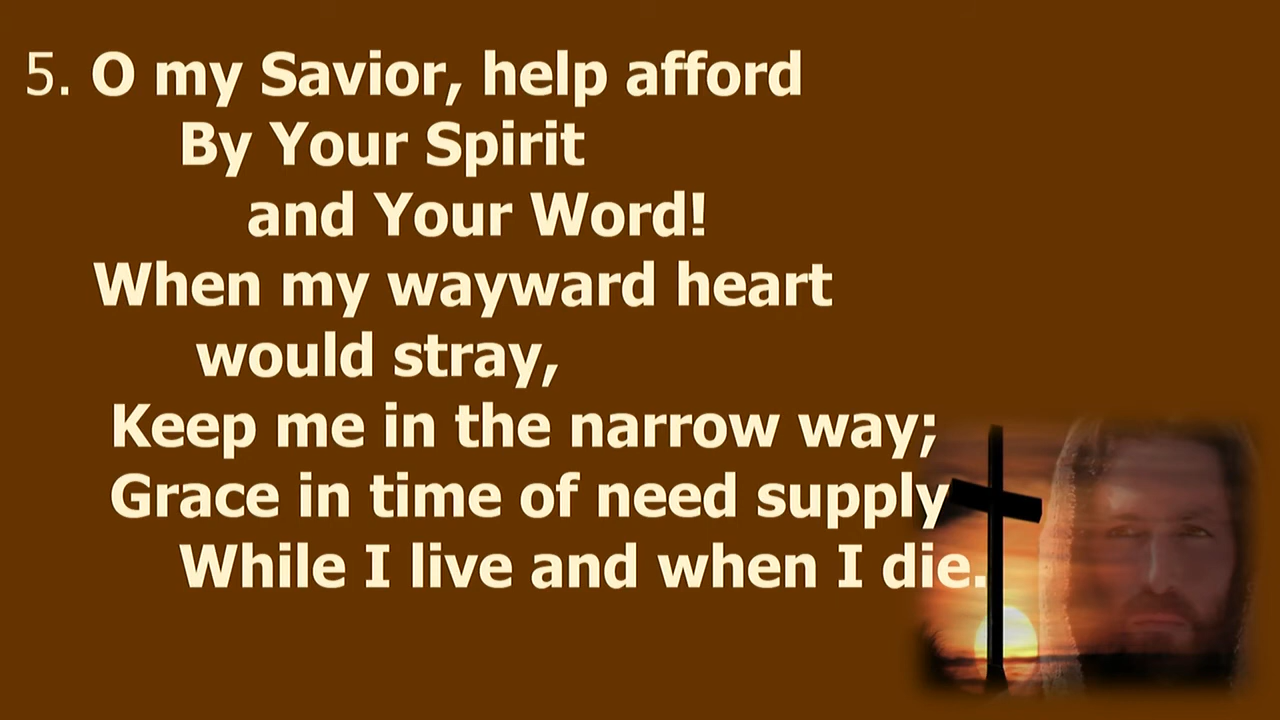 5. O my Savior, help afford
By Your Spirit
and Your Word!
When my wayward heart
would stray,
Keep me in the narrow way;
Grace in time of need supply
While I live and when I die.